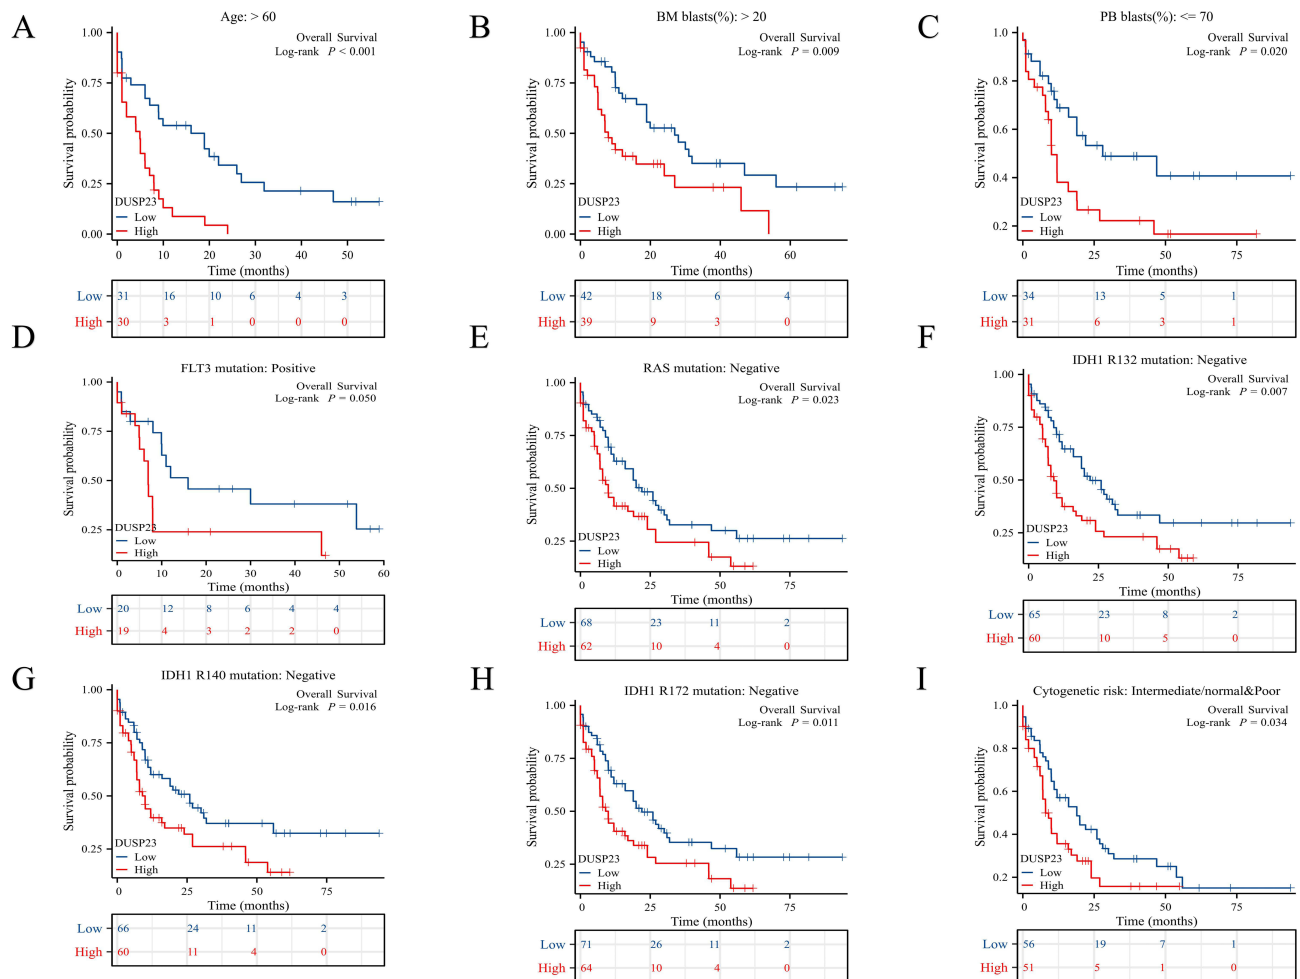 A
Age: > 60
Overall Survival
Log-rank P < 0.001
Survival probability
1.00
0.75
0.50
0.25
0.00
DUSP23
Low
High
0 10 20 30 40 50
Time (months)
Low 31 16 10 6 4 3
High 30 3 1 0 0 0
B
BM blasts(%): > 20
Overall Survival
Log-rank P = 0.009
Survival probability
1.00
0.75
0.50
0.25
0.00
DUSP23
Low
High
0 20 40 60
Time (months)
Low 42 18 6 4
High 39 9 3 0
C
PB blasts(%): <= 70
Overall Survival
Log-rank P = 0.020
Survival probability
1.0
0.8
0.6
0.4
0.2
DUSP23
Low
High
0 25 50 75
Time (months)
Low 34 13 5 1
High 31 6 3 1
D
FLT3 mutation: Positive
Overall Survival
Log-rank P = 0.050
Survival probability
1.00
0.75
0.50
0.25
DUSP23
Low
High
0 10 20 30 40 50 60
Time (months)
Low 20 12 8 6 4 4
High 19 4 3 2 2 0
E
RAS mutation: Negative
Overall Survival
Log-rank P = 0.023
Survival probability
1.00
0.75
0.50
0.25
DUSP23
Low
High
0 25 50 75
Time (months)
Low 68 23 11 2
High 62 10 4 0
F
IDH1 R132 mutation: Negative
Overall Survival
Log-rank P = 0.007
Survival probability
1.00
0.75
0.50
0.25
DUSP23
Low
High
0 25 50 75
Time (months)
Low 65 23 8 2
High 60 10 5 0
G
IDH1 R140 mutation: Negative
Overall Survival
Log-rank P = 0.016
Survival probability
1.00
0.75
0.50
0.25
DUSP23
Low
High
0 25 50 75
Time (months)
Low 66 24 11 2
High 60 11 4 0
H
IDH1 R172 mutation: Negative
Overall Survival
Log-rank P = 0.011
Survival probability
1.00
0.75
0.50
0.25
DUSP23
Low
High
0 25 50 75
Time (months)
Low 71 26 11 2
High 64 10 4 0
I
Cytogenetic risk: Intermediate/normal&Poor
Overall Survival
Log-rank P = 0.034
Survival probability
1.0
0.8
0.6
0.4
0.2
DUSP23
Low
High
0 25 50 75
Time (months)
Low 56 19 7 1
High 51 5 1 0